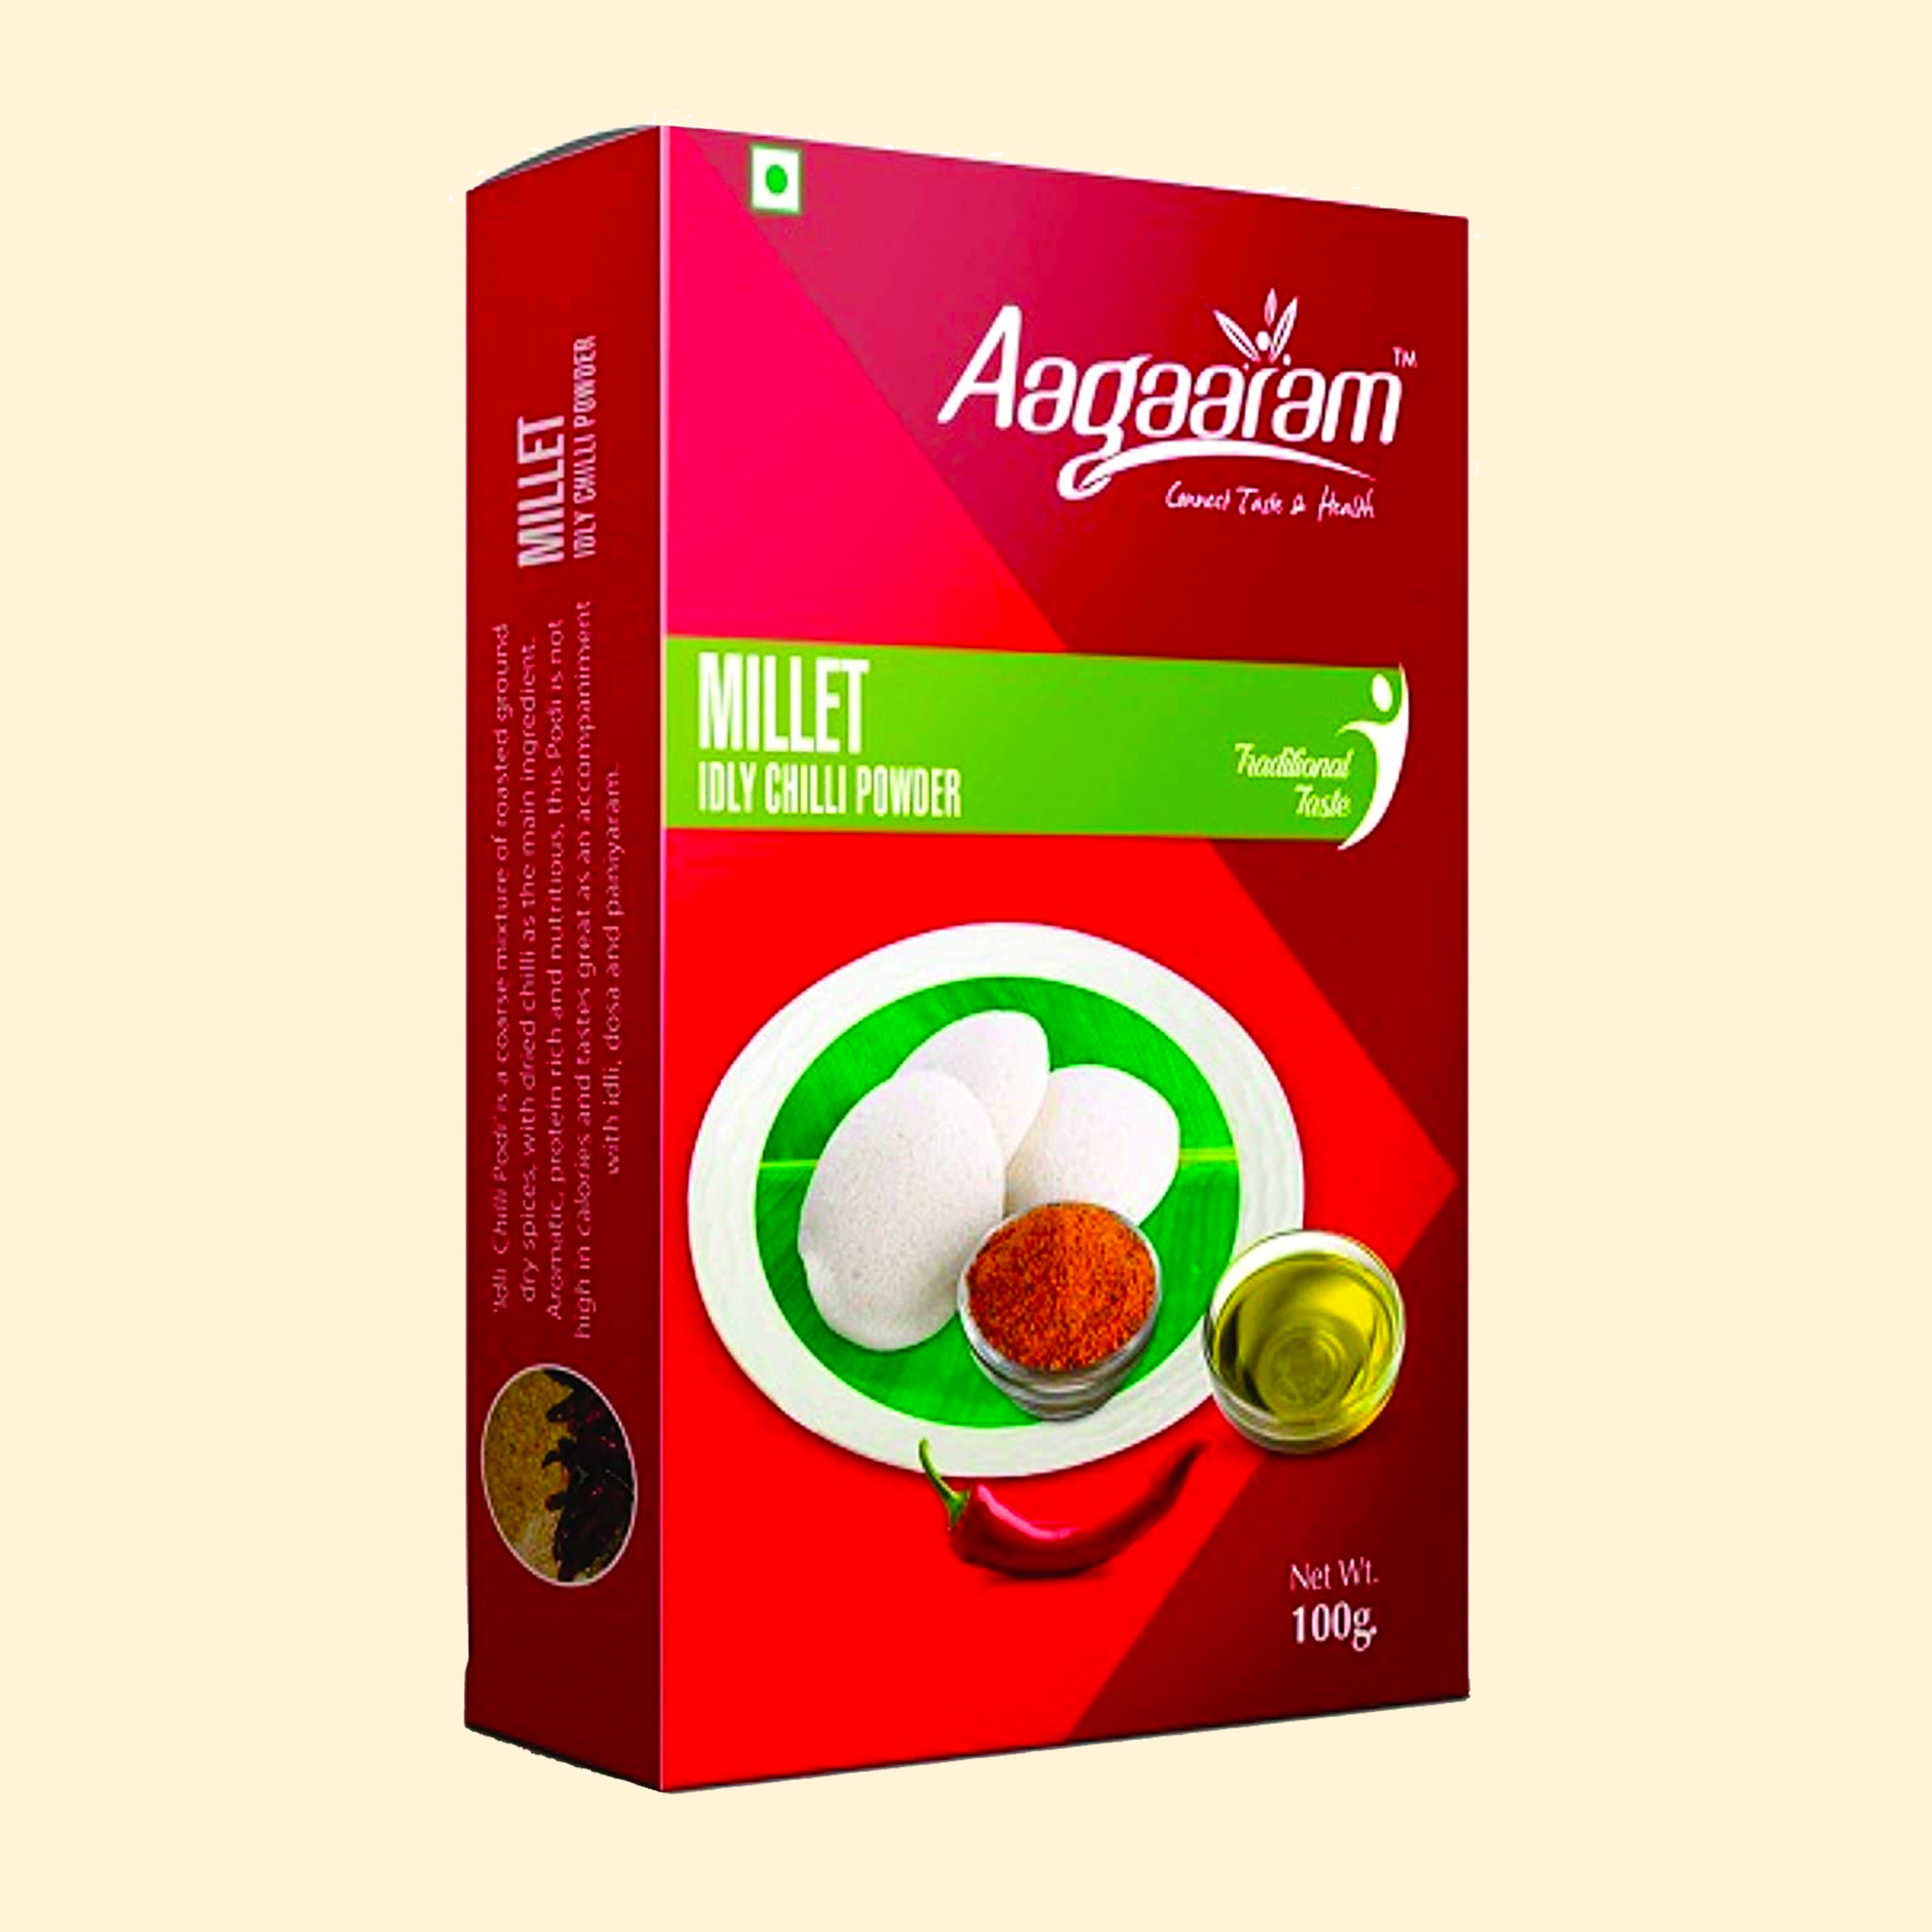 Aagaaram™
Connect Taste & Health
MILLET
IDLY CHILLI POWDER
Traditional
Taste
Net Wt.
100g.
MILLET
IDLY CHILLI POWDER
Idli Chilli Podi is a coarse mixture of roasted ground
dry spices, with dried chilli as the main ingredient.
Aromatic, protein rich and nutritious, this Podi is not
high in calories and tastes great as an accompaniment
with idli, dosa and paniyaram.